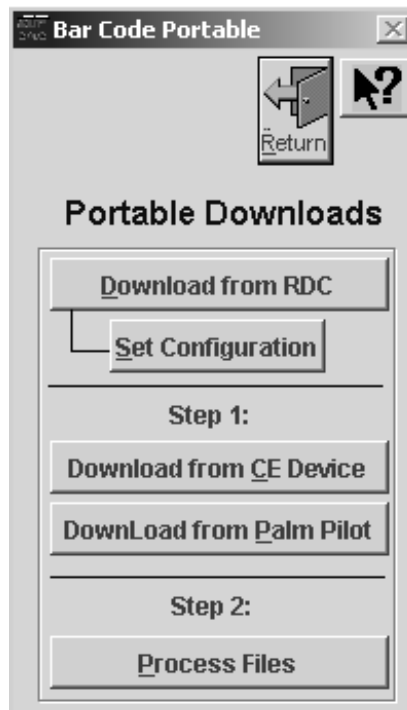 Bar Code Portable
?
Return
Portable Downloads
Download from RDC
Set Configuration
Step 1:
Download from CE Device
DownLoad from Palm Pilot
Step 2:
Process Files